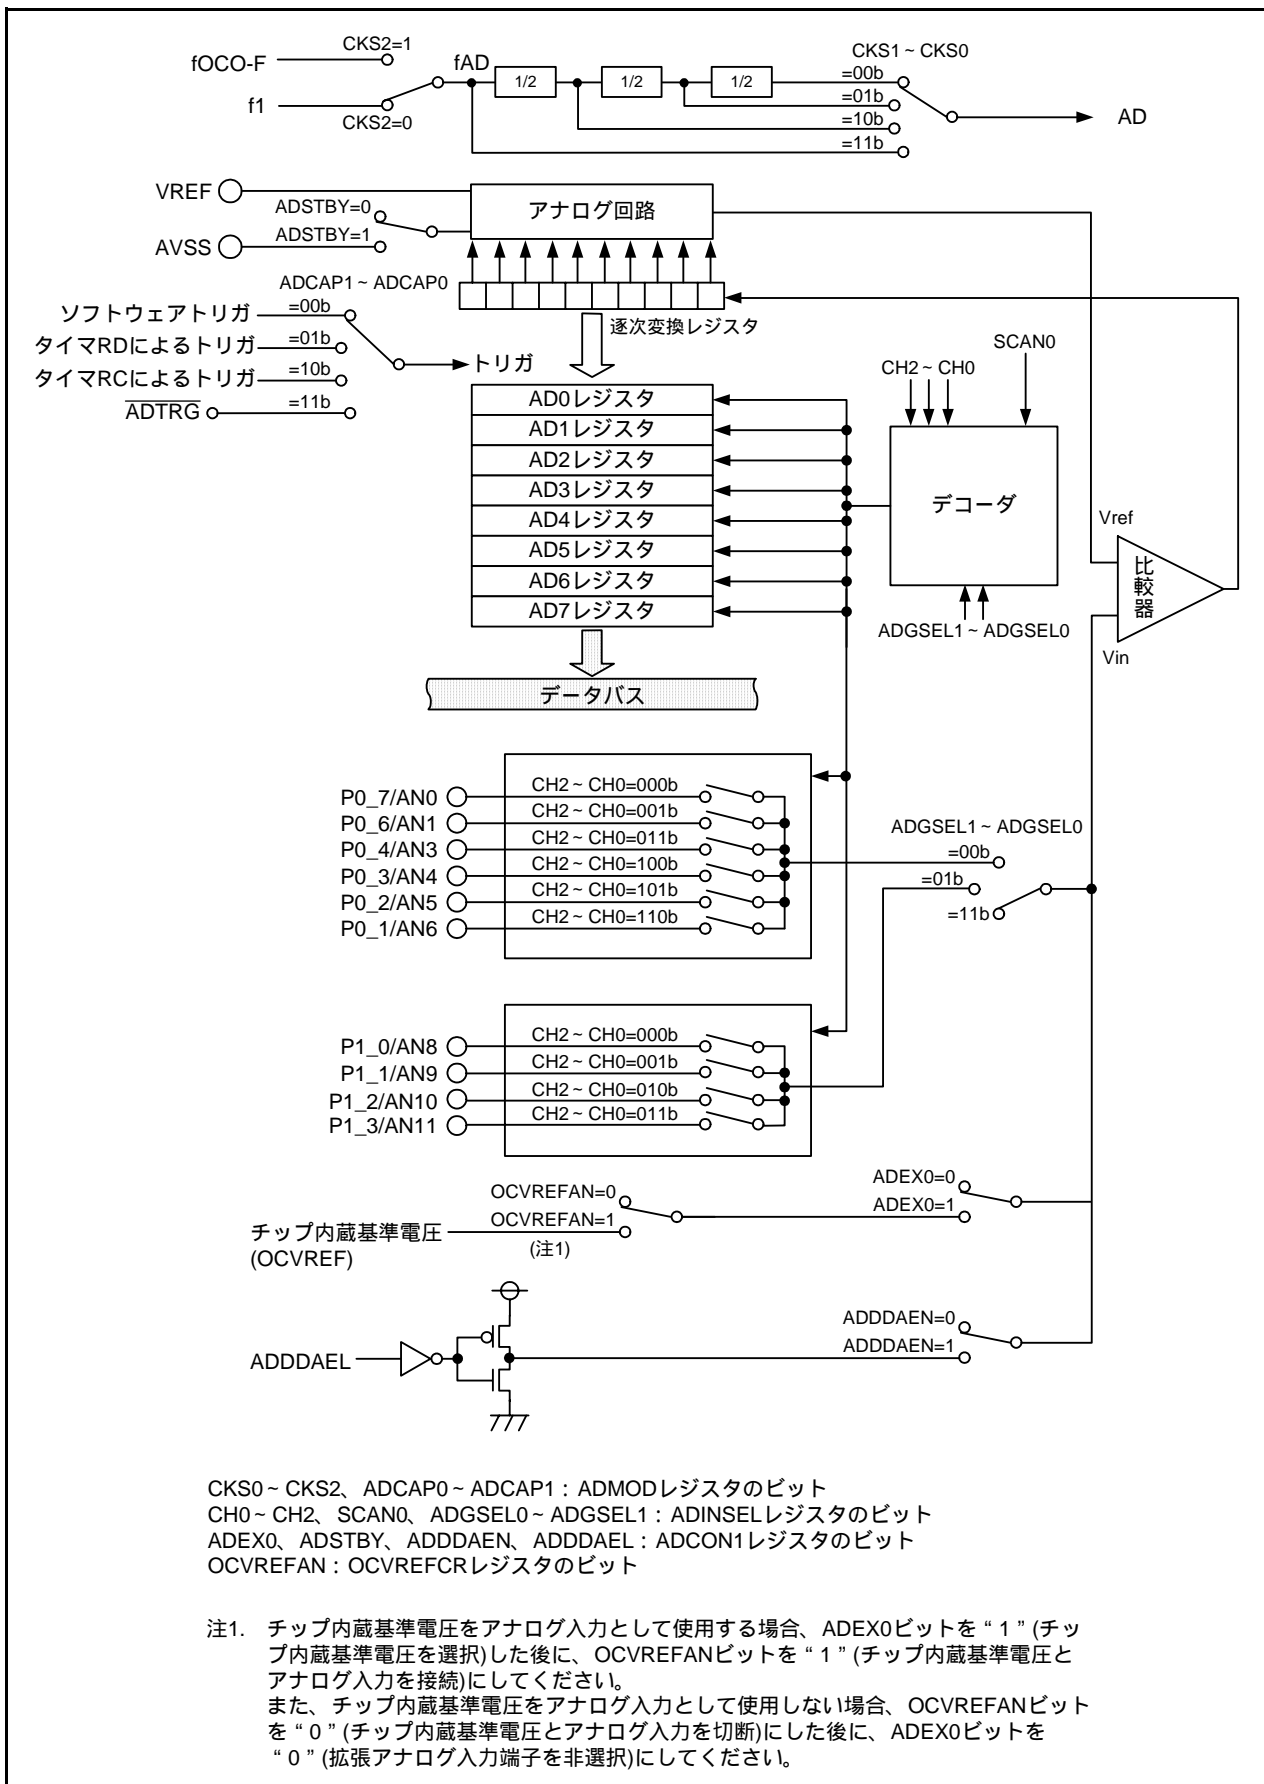 CKS2=1
fOCO-F
fAD
1/2
1/2
1/2
CKS1 ~ CKS0
=00b
=01b
=10b
=11b
AD
f1
CKS2=0
VREF
ADSTBY=0
AVSS
ADSTBY=1
アナログ回路
ADCAP1 ~ ADCAP0
ソフトウェアトリガ
=00b
タイマRDによるトリガ
=01b
タイマRCによるトリガ
=10b
ADTRG
=11b
トリガ
逐次変換レジスタ
SCAN0
CH2 ~ CH0
AD0レジスタ
AD1レジスタ
AD2レジスタ
AD3レジスタ
AD4レジスタ
AD5レジスタ
AD6レジスタ
AD7レジスタ
デコーダ
ADGSEL1 ~ ADGSEL0
Vref
比較器
Vin
データバス
P0_7/AN0
CH2 ~ CH0=000b
P0_6/AN1
CH2 ~ CH0=001b
P0_4/AN3
CH2 ~ CH0=011b
P0_3/AN4
CH2 ~ CH0=100b
P0_2/AN5
CH2 ~ CH0=101b
P0_1/AN6
CH2 ~ CH0=110b
ADGSEL1 ~ ADGSEL0
=00b
=01b
=11b
P1_0/AN8
CH2 ~ CH0=000b
P1_1/AN9
CH2 ~ CH0=001b
P1_2/AN10
CH2 ~ CH0=010b
P1_3/AN11
CH2 ~ CH0=011b
OCVREFAN=0
OCVREFAN=1
(注1)
チップ内蔵基準電圧
(OCVREF)
ADEX0=0
ADEX0=1
ADDDAEL
ADDDAEN=0
ADDDAEN=1
CKS0 ~ CKS2、ADCAP0 ~ ADCAP1 : ADMODレジスタのビット
CH0 ~ CH2、SCAN0、ADGSEL0 ~ ADGSEL1 : ADINSELレジスタのビット
ADEX0、ADSTBY、ADDDAEN、ADDDAEL : ADCON1レジスタのビット
OCVREFAN : OCVREFCRレジスタのビット
注1. チップ内蔵基準電圧をアナログ入力として使用する場合、ADEX0ビットを“1”(チッ
プ内蔵基準電圧を選択)した後に、OCVREFANビットを“1”(チップ内蔵基準電圧と
アナログ入力を接続)にしてください。
また、チップ内蔵基準電圧をアナログ入力として使用しない場合、OCVREFANビット
を“0”(チップ内蔵基準電圧とアナログ入力を切断)にした後に、ADEX0ビットを
“0”(拡張アナログ入力端子を非選択)にしてください。